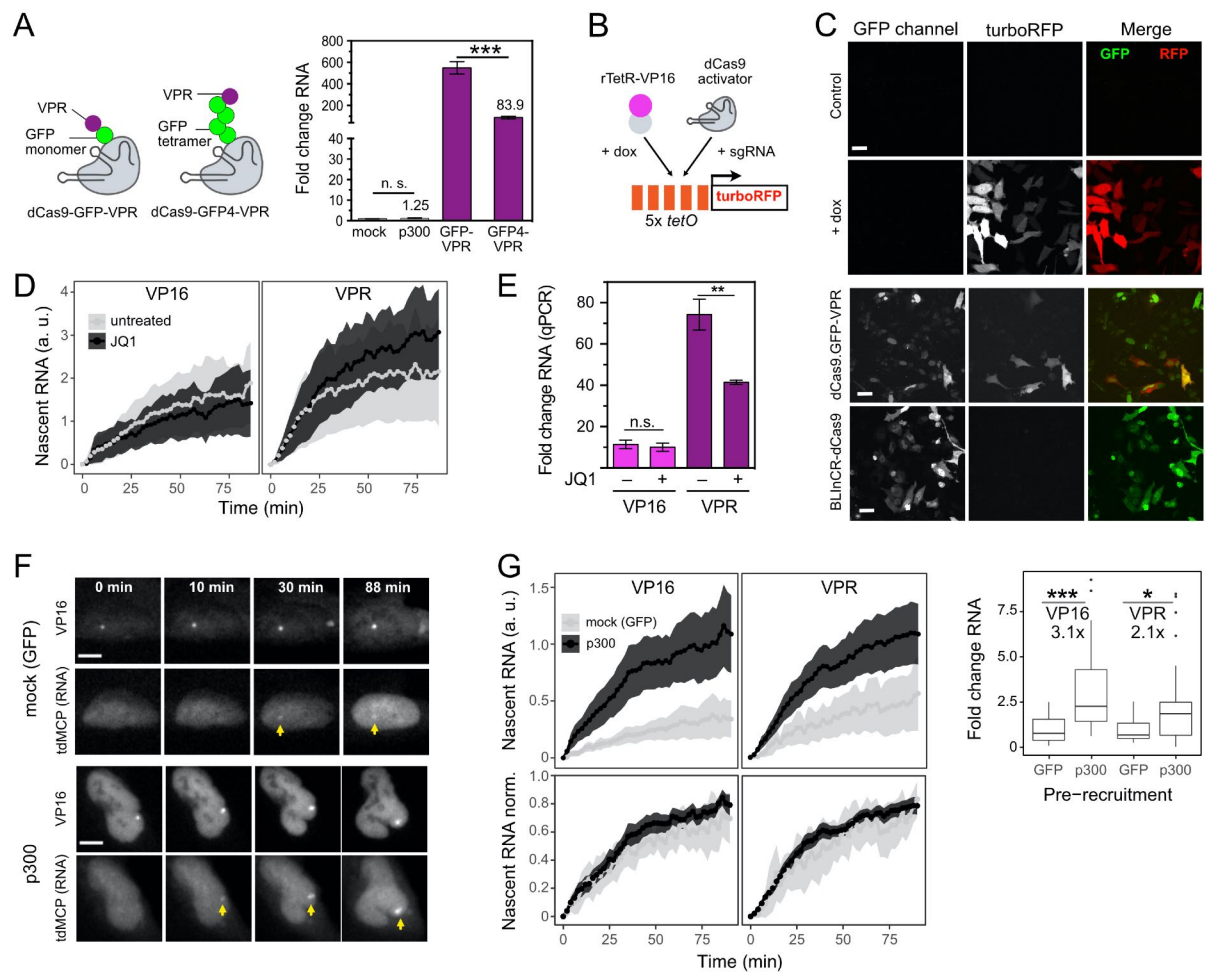 A
VPR
GFP
monomer
dCas9-GFP-VPR
VPR
GFP
tetramer
dCas9-GFP4-VPR
Fold change RNA
800
600
400
200
100
40
30
20
10
0
n. s.
1.25
***
83.9
mock
p300
GFP-
VPR
GFP4-
VPR
B
rTetR-VP16
dCas9
activator
+ dox
+ sgRNA
turboRFP
5x tetO
C
GFP channel
turboRFP
Merge
GFP
RFP
Control
+ dox
dCas9.GFP-VPR
BLInCR-dCas9
D
VP16
VPR
untreated
JQ1
Nascent RNA (a. u.)
4
3
2
1
0
0
25
50
75
0
25
50
75
Time (min)
E
Fold change RNA (qPCR)
80
60
40
20
n.s.
**
JQ1
–
+
–
+
VP16
VPR
F
0 min
10 min
30 min
88 min
mock (GFP)
VP16
tdMCP (RNA)
p300
VP16
tdMCP (RNA)
G
VP16
VPR
mock (GFP)
p300
Nascent RNA (a. u.)
1.5
1.0
0.5
0
Nascent RNA norm.
1.0
0.8
0.6
0.4
0.2
0
0
25
50
75
0
25
50
75
Time (min)
Fold change RNA
7.5
5.0
2.5
0
***
VP16
3.1x
*
VPR
2.1x
GFP
p300
GFP
p300
Pre−recruitment